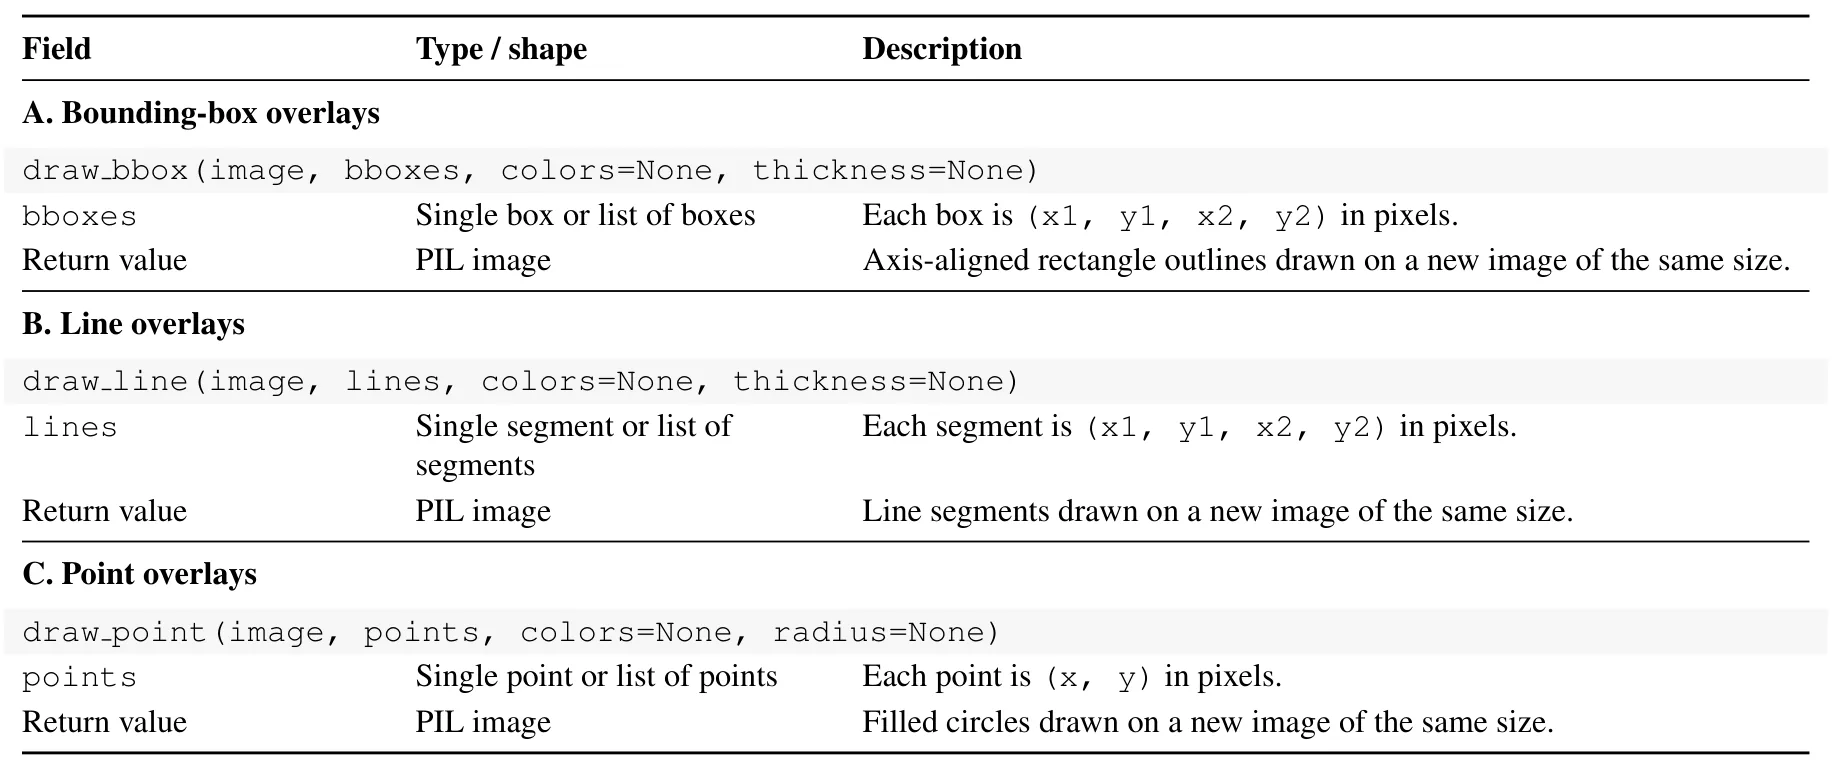 Field Type / shape Description
A. Bounding-box overlays
draw_bbox(image, bboxes, colors=None, thickness=None)
bboxes Single box or list of boxes Each box is (x1, y1, x2, y2) in pixels.
Return value PIL image Axis-aligned rectangle outlines drawn on a new image of the same size.
B. Line overlays
draw_line(image, lines, colors=None, thickness=None)
lines Single segment or list of Each segment is (x1, y1, x2, y2) in pixels.
segments
Return value PIL image Line segments drawn on a new image of the same size.
C. Point overlays
draw_point(image, points, colors=None, radius=None)
points Single point or list of points Each point is (x, y) in pixels.
Return value PIL image Filled circles drawn on a new image of the same size.